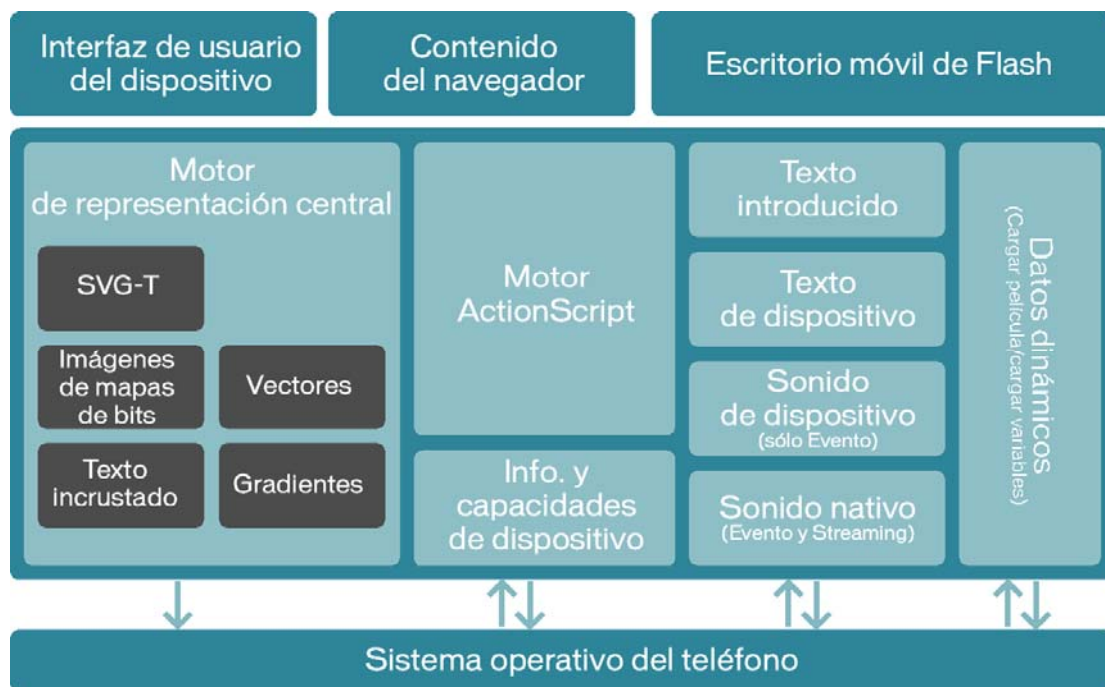 Interfaz de usuario
del dispositivo
Contenido
del navegador
Escritorio móvil de Flash
Motor
de representación central
SVG-T
Imágenes
de mapas
de bits
Vectores
Texto
incrustado
Gradientes
Motor
ActionScript
Info. y
capacidades
de dispositivo
Texto
introducido
Texto
de dispositivo
Sonido
de dispositivo
(sólo Evento)
Sonido nativo
(Evento y Streaming)
Datos dinámicos
(Cargar película/cargar variables)
Sistema operativo del teléfono